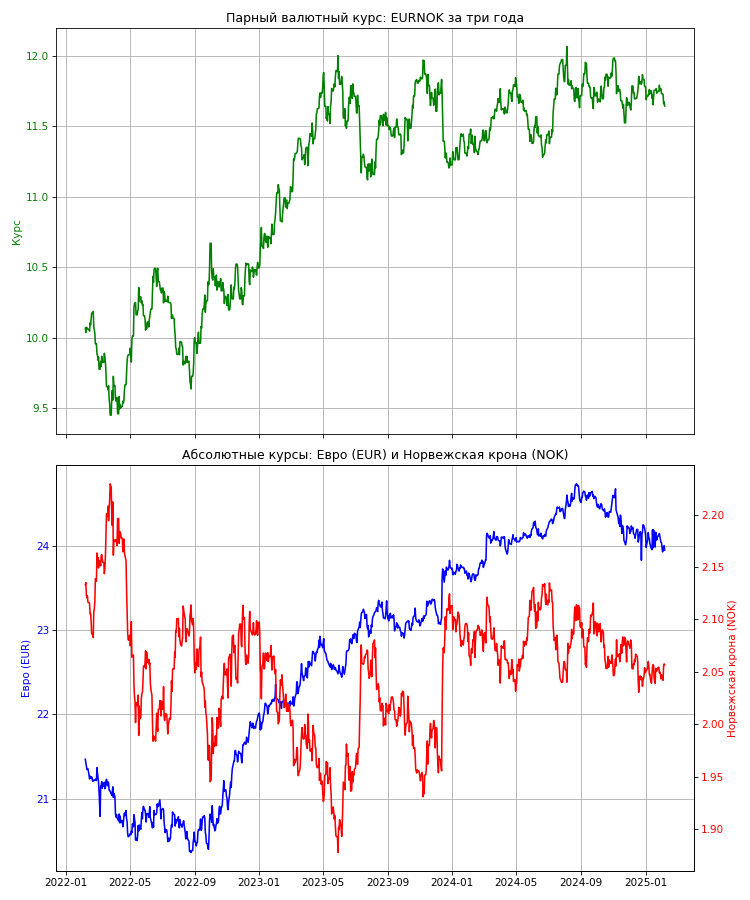 Парный валютный курс: EURNOK за три года
12.0
11.5
11.0
10.5
10.0
9.5
Курс
Абсолютные курсы: Евро (EUR) и Норвежская крона (NOK)
24
23
22
21
Евро (EUR)
2.20
2.15
2.10
2.05
2.00
1.95
1.90
Норвежская крона (NOK)
2022-01 2022-05 2022-09 2023-01 2023-05 2023-09 2024-01 2024-05 2024-09 2025-01